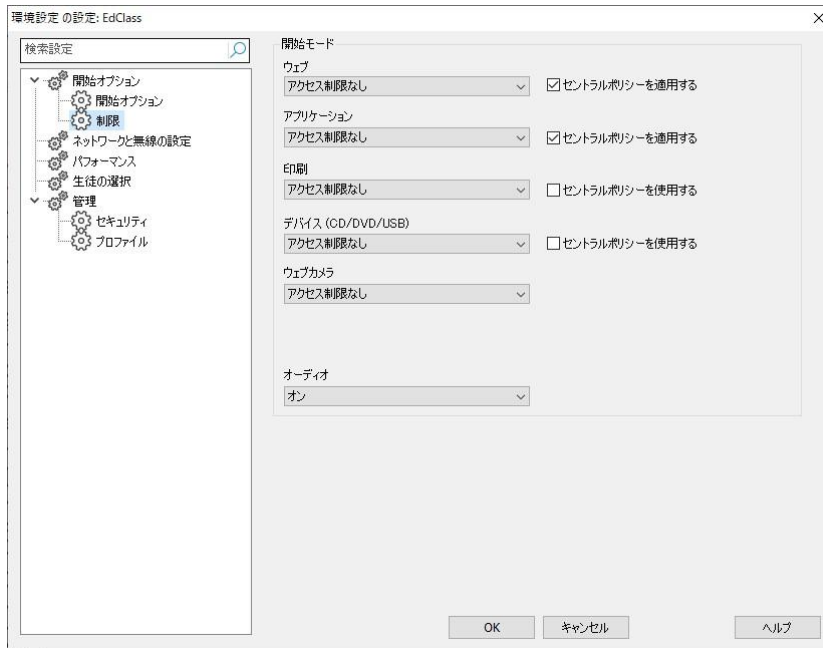 環境設定 の設定: EdClass
検索設定
開始オプション
開始オプション
制限
ネットワークと無線の設定
パフォーマンス
生徒の選択
管理
セキュリティ
プロファイル
開始モード
ウェブ
アクセス制限なし
セントラルポリシーを適用する
アプリケーション
アクセス制限なし
セントラルポリシーを適用する
印刷
アクセス制限なし
セントラルポリシーを使用する
デバイス (CD/DVD/USB)
アクセス制限なし
セントラルポリシーを使用する
ウェブカメラ
アクセス制限なし
オーディオ
オン
OK
キャンセル
ヘルプ